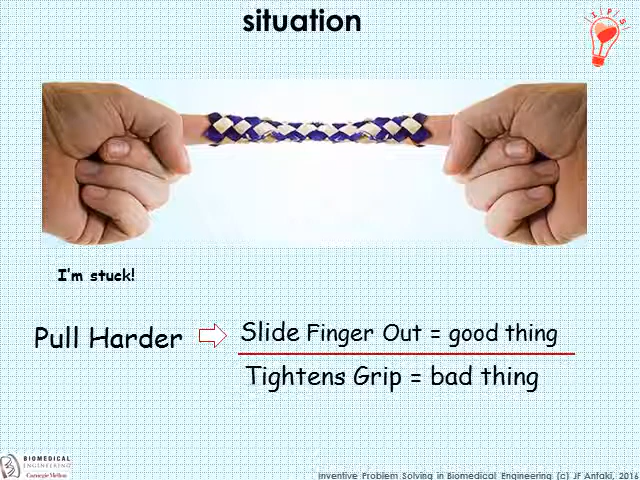 situation
I P S
I'm stuck!
Pull Harder
Slide Finger Out = good thing
Tightens Grip = bad thing
BIOMEDICAL
ENGINEERING
Carnegie Mellon
Inventive Problem Solving in Biomedical Engineering (c) JF Antaki, 2016